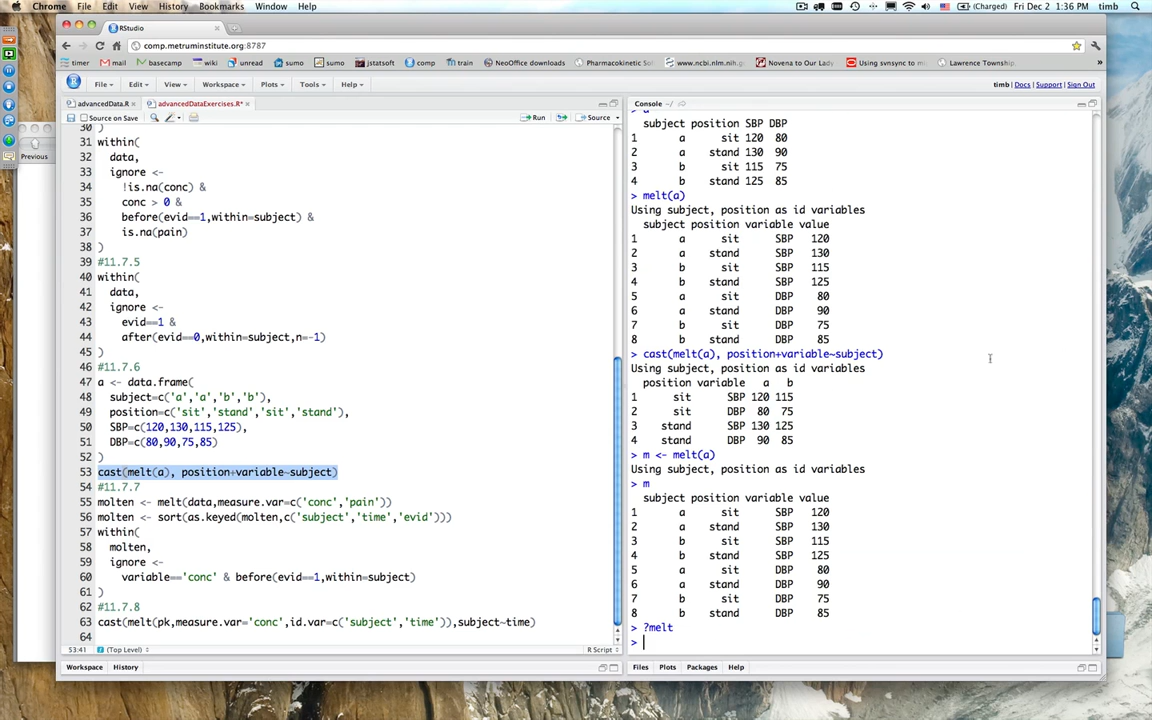 Chrome File Edit View History Bookmarks Window Help (Charged) Fri Dec 2 1:36 PM timb
RStudio
comp.metruminstitute.org:8787
timer mail basecamp wiki unread sumo sumo jstatsoft comp train NeoOffice downloads Pharmacokinetic Sof www.ncbi.nlm.nih.gc Novena to Our Lady Using svnsync to mi Lawrence Township,
File Edit View Workspace Plots Tools Help timb | Docs | Support | Sign Out
advancedData.R advancedDataExercises.R*
Source on Save Run Source
Previous
30 )
31 within(
32 data,
33 ignore <-
34 !is.na(conc) &
35 conc > 0 &
36 before(evid==1,within=subject) &
37 is.na(pain)
38 )
39 #11.7.5
40 within(
41 data,
42 ignore <-
43 evid==1 &
44 after(evid==0,within=subject,n=-1)
45 )
46 #11.7.6
47 a <- data.frame(
48 subject=c('a','a','b','b'),
49 position=c('sit','stand','sit','stand'),
50 SBP=c(120,130,115,125),
51 DBP=c(80,90,75,85)
52 )
53 cast(melt(a), position+variable~subject)
54 #11.7.7
55 molten <- melt(data,measure.var=c('conc','pain'))
56 molten <- sort(as.keyed(molten,c('subject','time','evid')))
57 within(
58 molten,
59 ignore <-
60 variable=='conc' & before(evid==1,within=subject)
61 )
62 #11.7.8
63 cast(melt(pk,measure.var='conc',id.var=c('subject','time')),subject~time)
64
53:41 (Top Level) R Script
Workspace History
Console ~/
> a
subject position SBP DBP
1 a sit 120 80
2 a stand 130 90
3 b sit 115 75
4 b stand 125 85
> melt(a)
Using subject, position as id variables
subject position variable value
1 a sit SBP 120
2 a stand SBP 130
3 b sit SBP 115
4 b stand SBP 125
5 a sit DBP 80
6 a stand DBP 90
7 b sit DBP 75
8 b stand DBP 85
> cast(melt(a), position+variable~subject)
Using subject, position as id variables
position variable a b
1 sit SBP 120 115
2 sit DBP 80 75
3 stand SBP 130 125
4 stand DBP 90 85
> m <- melt(a)
Using subject, position as id variables
> m
subject position variable value
1 a sit SBP 120
2 a stand SBP 130
3 b sit SBP 115
4 b stand SBP 125
5 a sit DBP 80
6 a stand DBP 90
7 b sit DBP 75
8 b stand DBP 85
> ?melt
>
Files Plots Packages Help